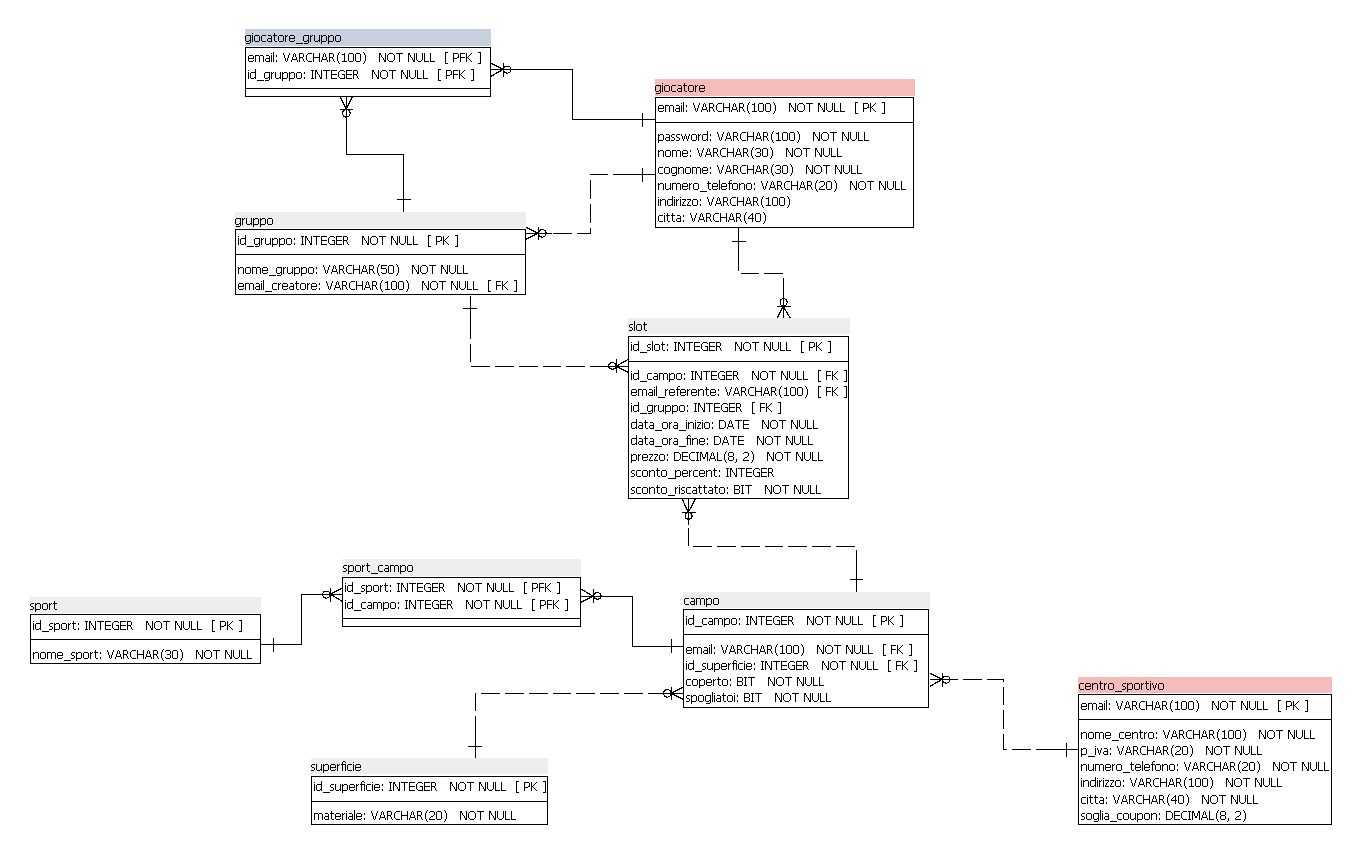 giocatore_gruppo
email: VARCHAR(100) NOT NULL [ PFK ]
id_gruppo: INTEGER NOT NULL [ PFK ]
giocatore
email: VARCHAR(100) NOT NULL [ PK ]
password: VARCHAR(100) NOT NULL
nome: VARCHAR(30) NOT NULL
cognome: VARCHAR(30) NOT NULL
numero_telefono: VARCHAR(20) NOT NULL
indirizzo: VARCHAR(100)
citta: VARCHAR(40)
gruppo
id_gruppo: INTEGER NOT NULL [ PK ]
nome_gruppo: VARCHAR(50) NOT NULL
email_creatore: VARCHAR(100) NOT NULL [ FK ]
slot
id_slot: INTEGER NOT NULL [ PK ]
id_campo: INTEGER NOT NULL [ FK ]
email_referente: VARCHAR(100) [ FK ]
id_gruppo: INTEGER [ FK ]
data_ora_inizio: DATE NOT NULL
data_ora_fine: DATE NOT NULL
prezzo: DECIMAL(8, 2) NOT NULL
sconto_percent: INTEGER
sconto_riscattato: BIT NOT NULL
sport_campo
id_sport: INTEGER NOT NULL [ PFK ]
id_campo: INTEGER NOT NULL [ PFK ]
sport
id_sport: INTEGER NOT NULL [ PK ]
nome_sport: VARCHAR(30) NOT NULL
campo
id_campo: INTEGER NOT NULL [ PK ]
email: VARCHAR(100) NOT NULL [ FK ]
id_superficie: INTEGER NOT NULL [ FK ]
coperto: BIT NOT NULL
spogliatoi: BIT NOT NULL
centro_sportivo
email: VARCHAR(100) NOT NULL [ PK ]
nome_centro: VARCHAR(100) NOT NULL
p_iva: VARCHAR(20) NOT NULL
numero_telefono: VARCHAR(20) NOT NULL
indirizzo: VARCHAR(100) NOT NULL
citta: VARCHAR(40) NOT NULL
soglia_coupon: DECIMAL(8, 2)
superficie
id_superficie: INTEGER NOT NULL [ PK ]
materiale: VARCHAR(20) NOT NULL